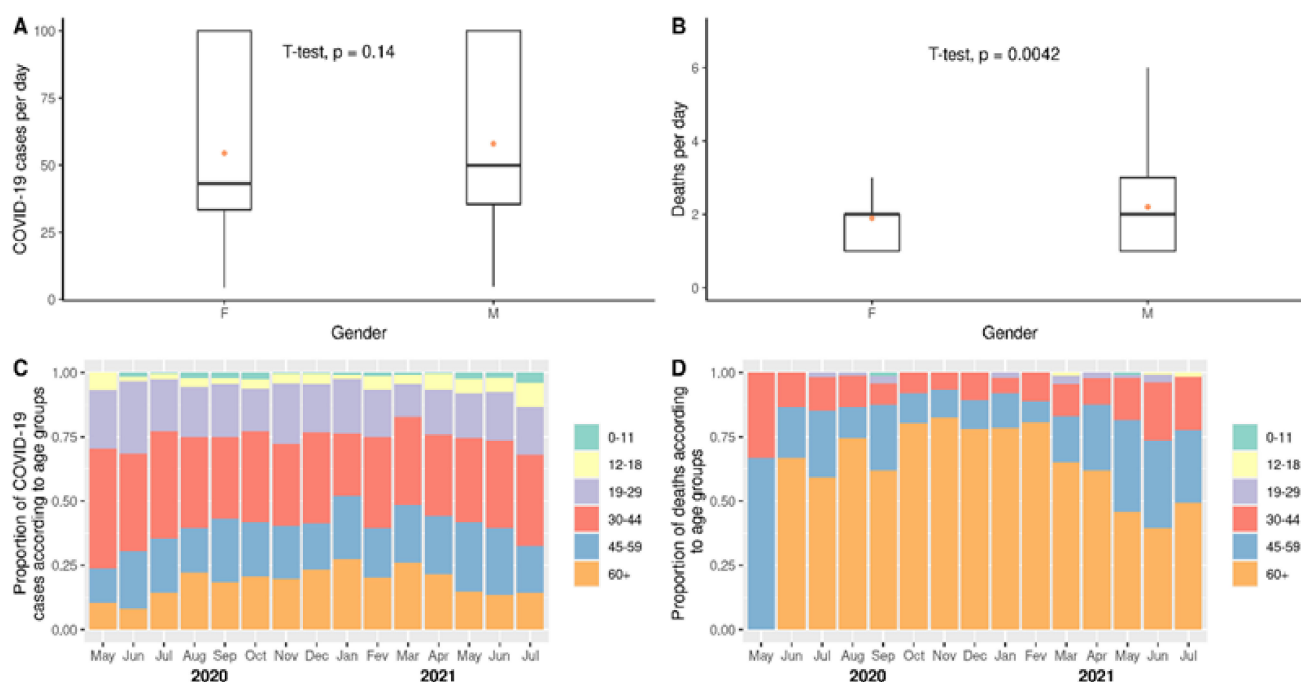 A
COVID-19 cases per day
100
75
50
25
0
T-test, p = 0.14
F
M
Gender
B
Deaths per day
6
4
2
0
T-test, p = 0.0042
F
M
Gender
C
Proportion of COVID-19
cases according to age groups
1.00
0.75
0.50
0.25
0.00
May Jun Jul Aug Sep Oct Nov Dec Jan Fev Mar Apr May Jun Jul
2020 2021
0-11
12-18
19-29
30-44
45-59
60+
D
Proportion of deaths according
to age groups
1.00
0.75
0.50
0.25
0.00
May Jun Jul Aug Sep Oct Nov Dec Jan Fev Mar Apr May Jun Jul
2020 2021
0-11
12-18
19-29
30-44
45-59
60+